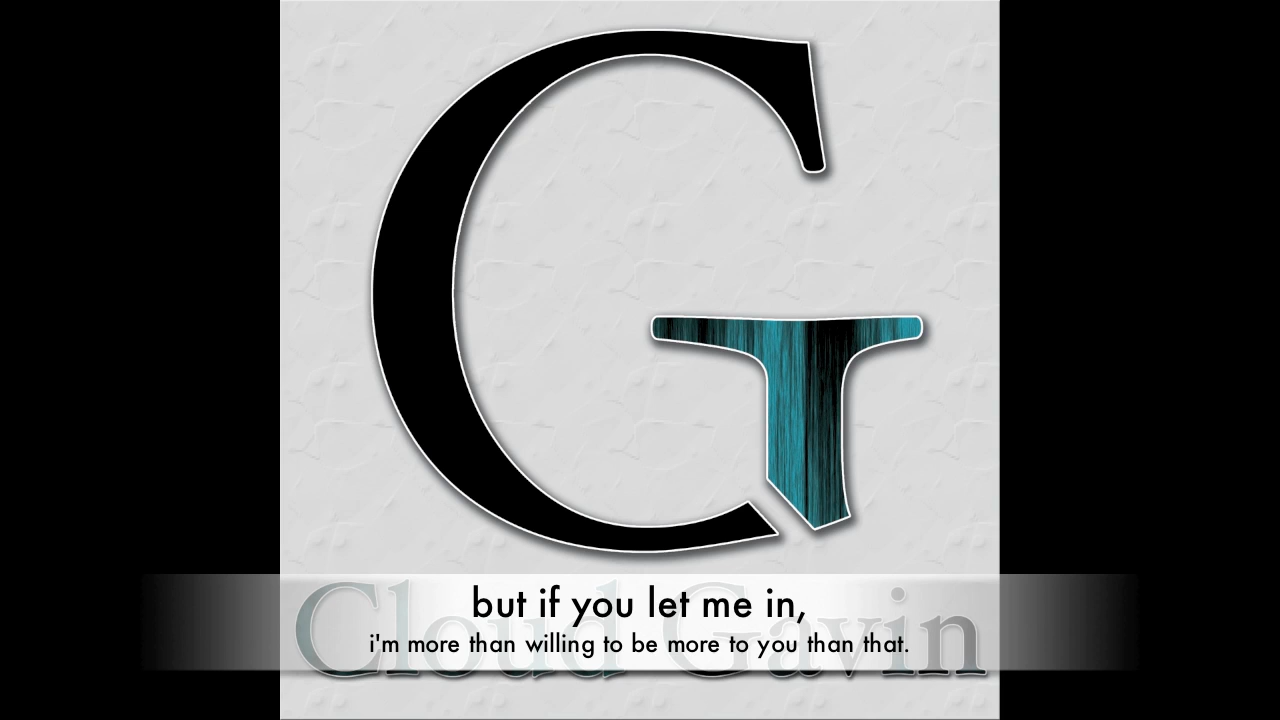 G
but if you let me in,
i'm more than willing to be more to you than that.
Cloud Gavin